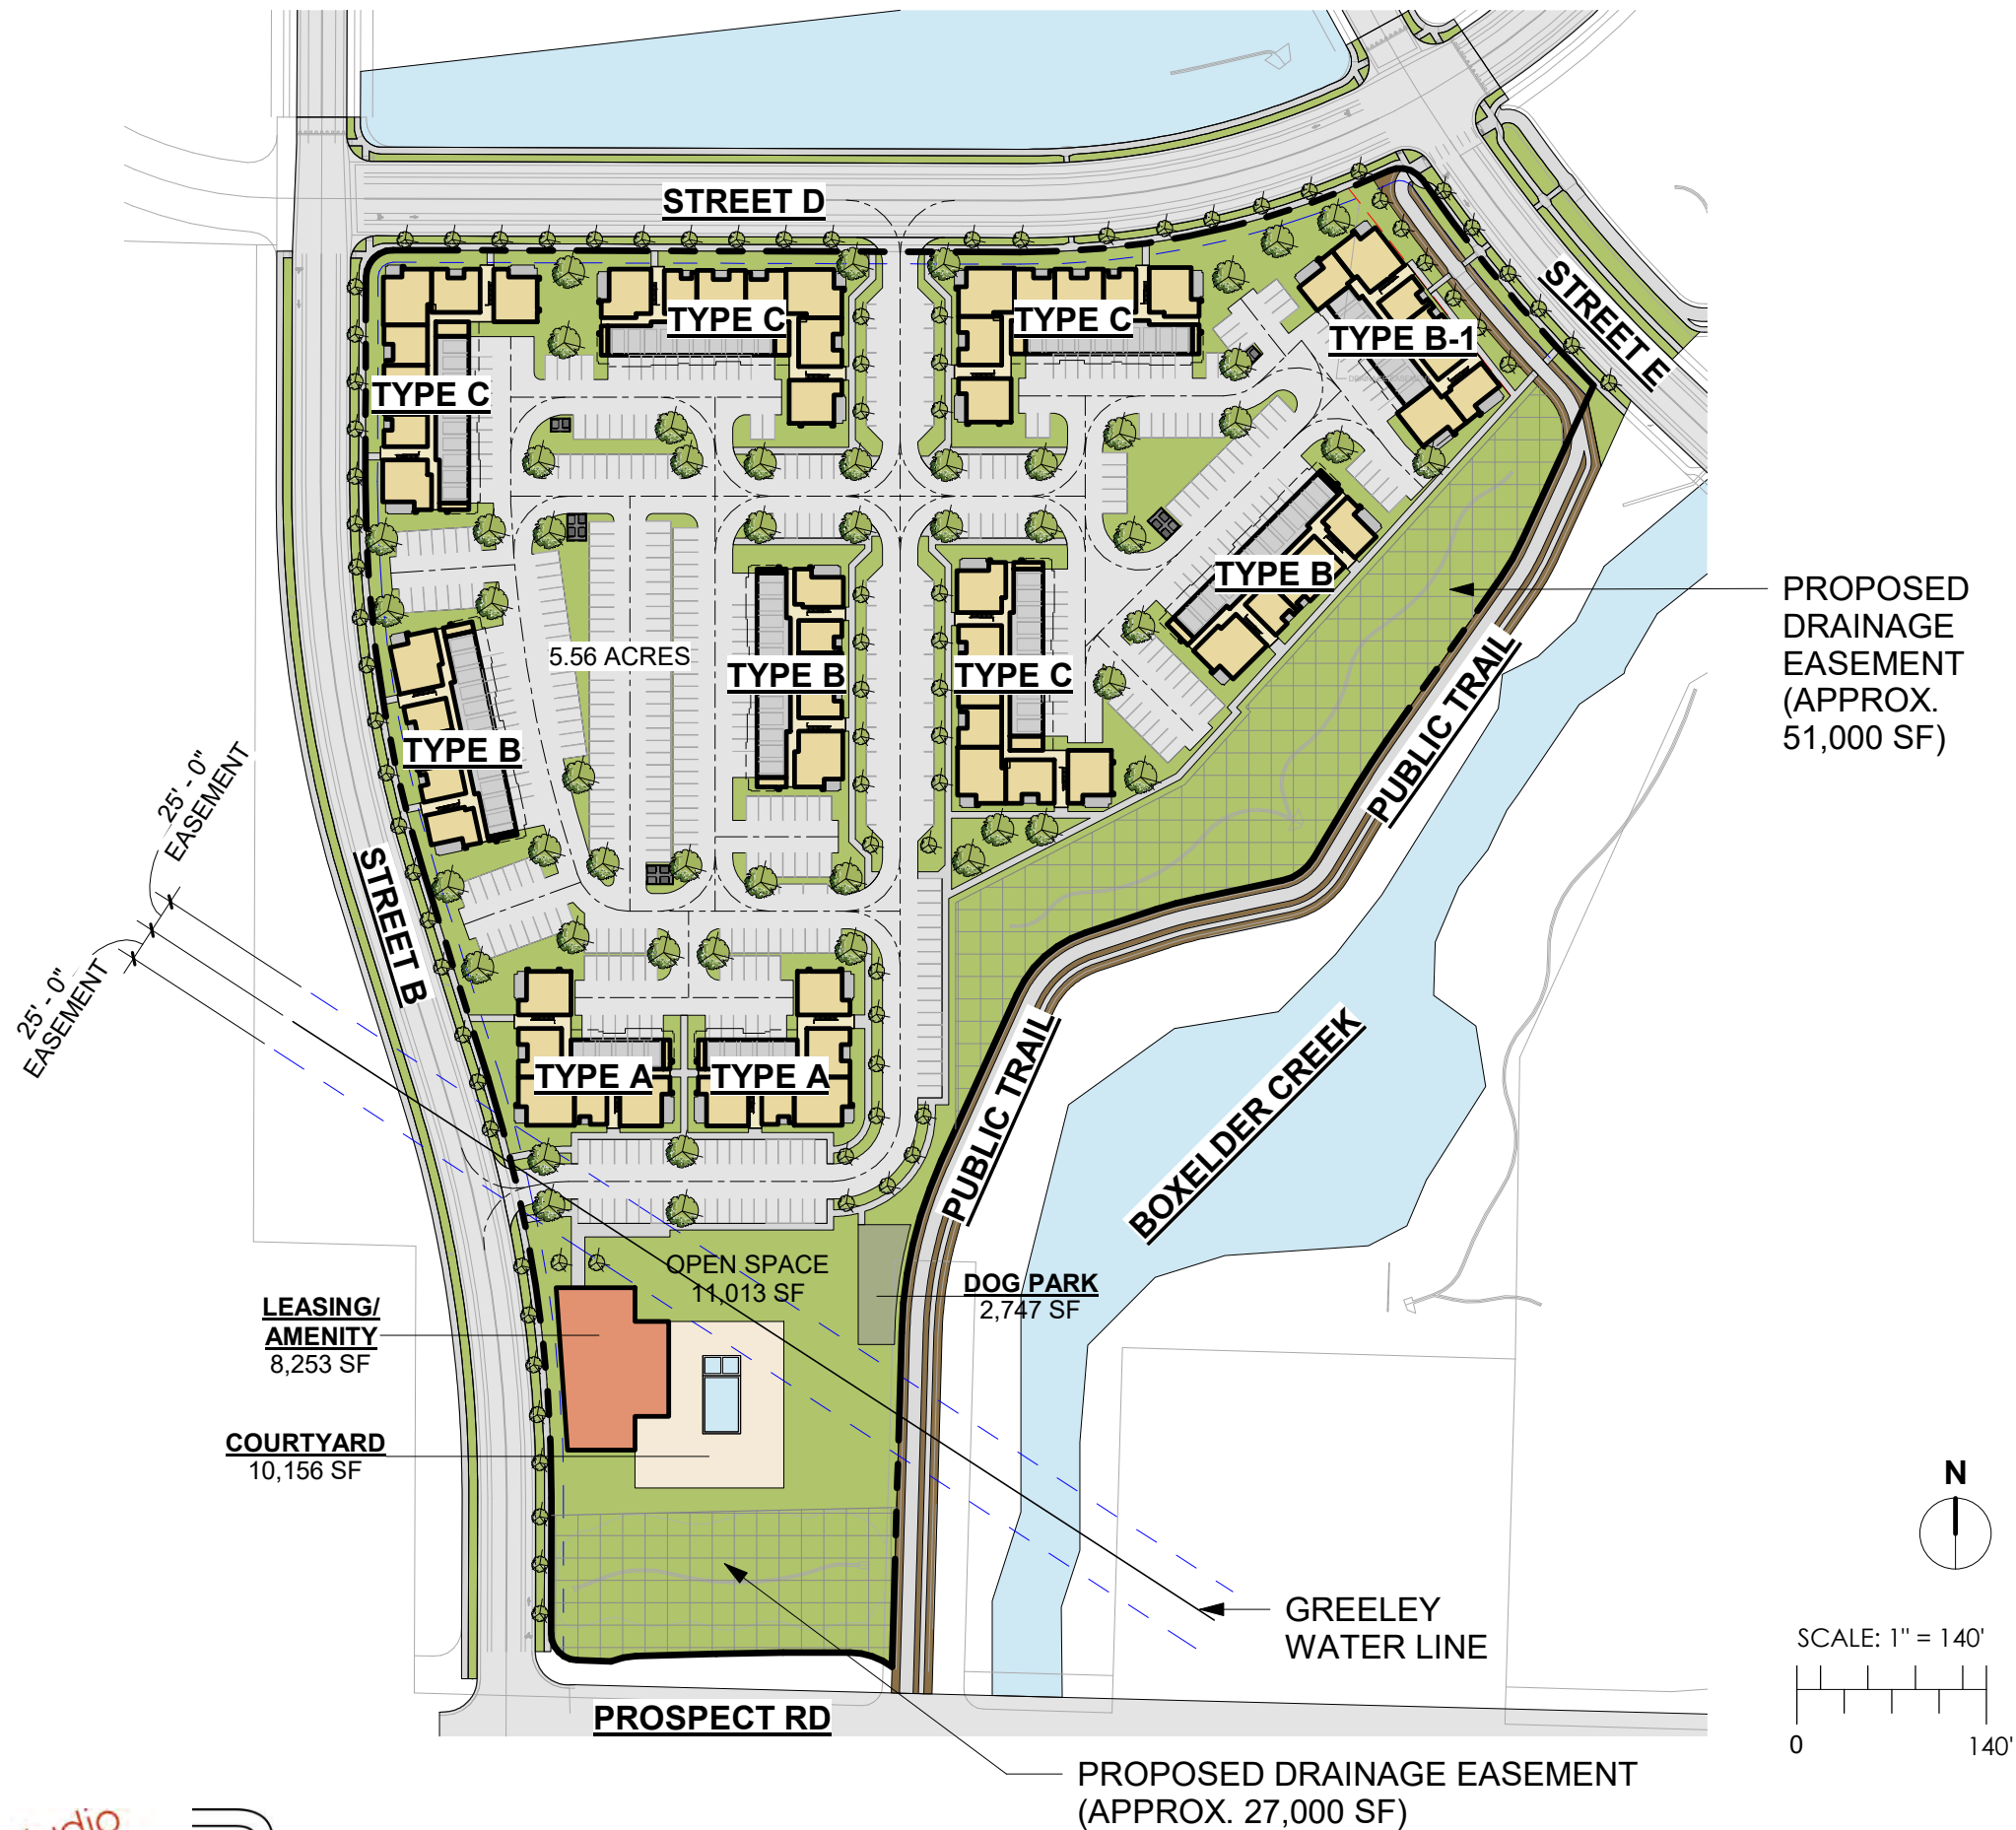 STREET D
STREET E
TYPE C
TYPE C
TYPE B-1
TYPE C
TYPE B
PROPOSED
DRAINAGE
EASEMENT
(APPROX.
51,000 SF)
5.56 ACRES
TYPE B
TYPE C
TYPE B
PUBLIC TRAIL
25' - 0"
EASEMENT
STREET B
25' - 0"
EASEMENT
TYPE A
TYPE A
PUBLIC TRAIL
BOXELDER CREEK
OPEN SPACE
11,013 SF
DOG PARK
2,747 SF
LEASING/
AMENITY
8,253 SF
COURTYARD
10,156 SF
N
GREELEY
WATER LINE
SCALE: 1" = 140'
0 140'
PROSPECT RD
PROPOSED DRAINAGE EASEMENT
(APPROX. 27,000 SF)